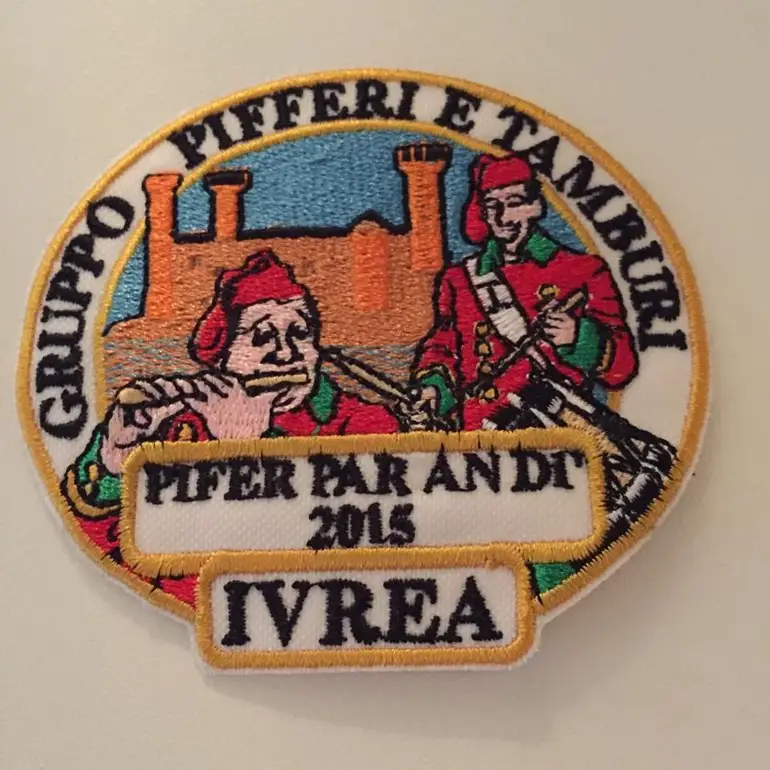 GRUPPO PIFFERI E TAMBURI
PIFER PAR AN DI'
2015
IVREA